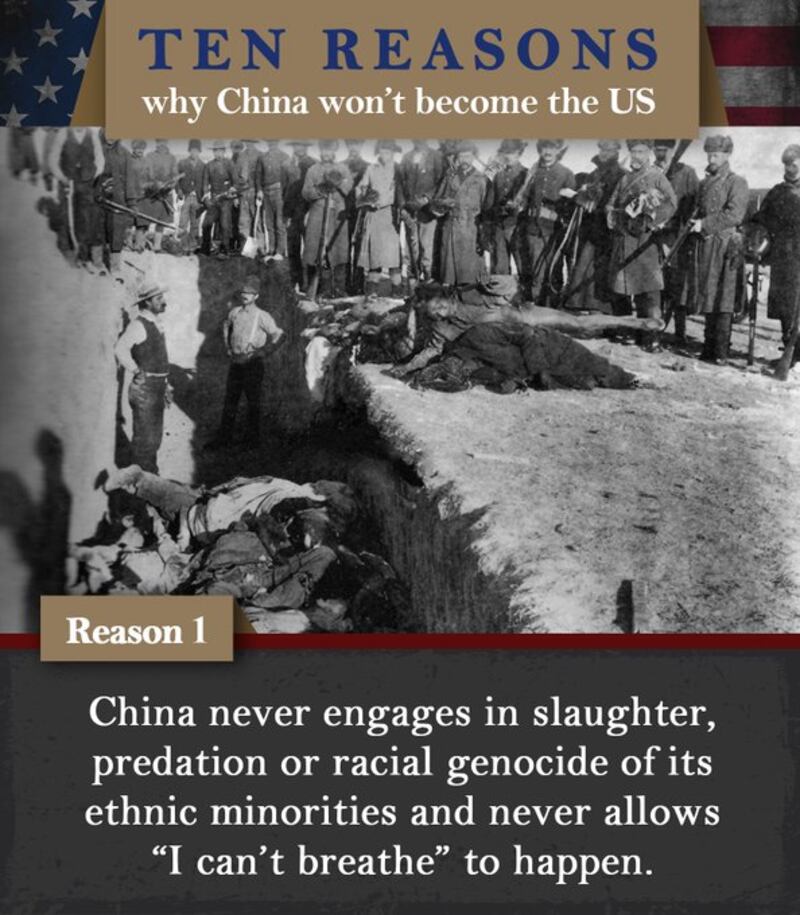 TEN REASONS
why China won't become the US
Reason 1
China never engages in slaughter,
predation or racial genocide of its
ethnic minorities and never allows
“I can't breathe” to happen.